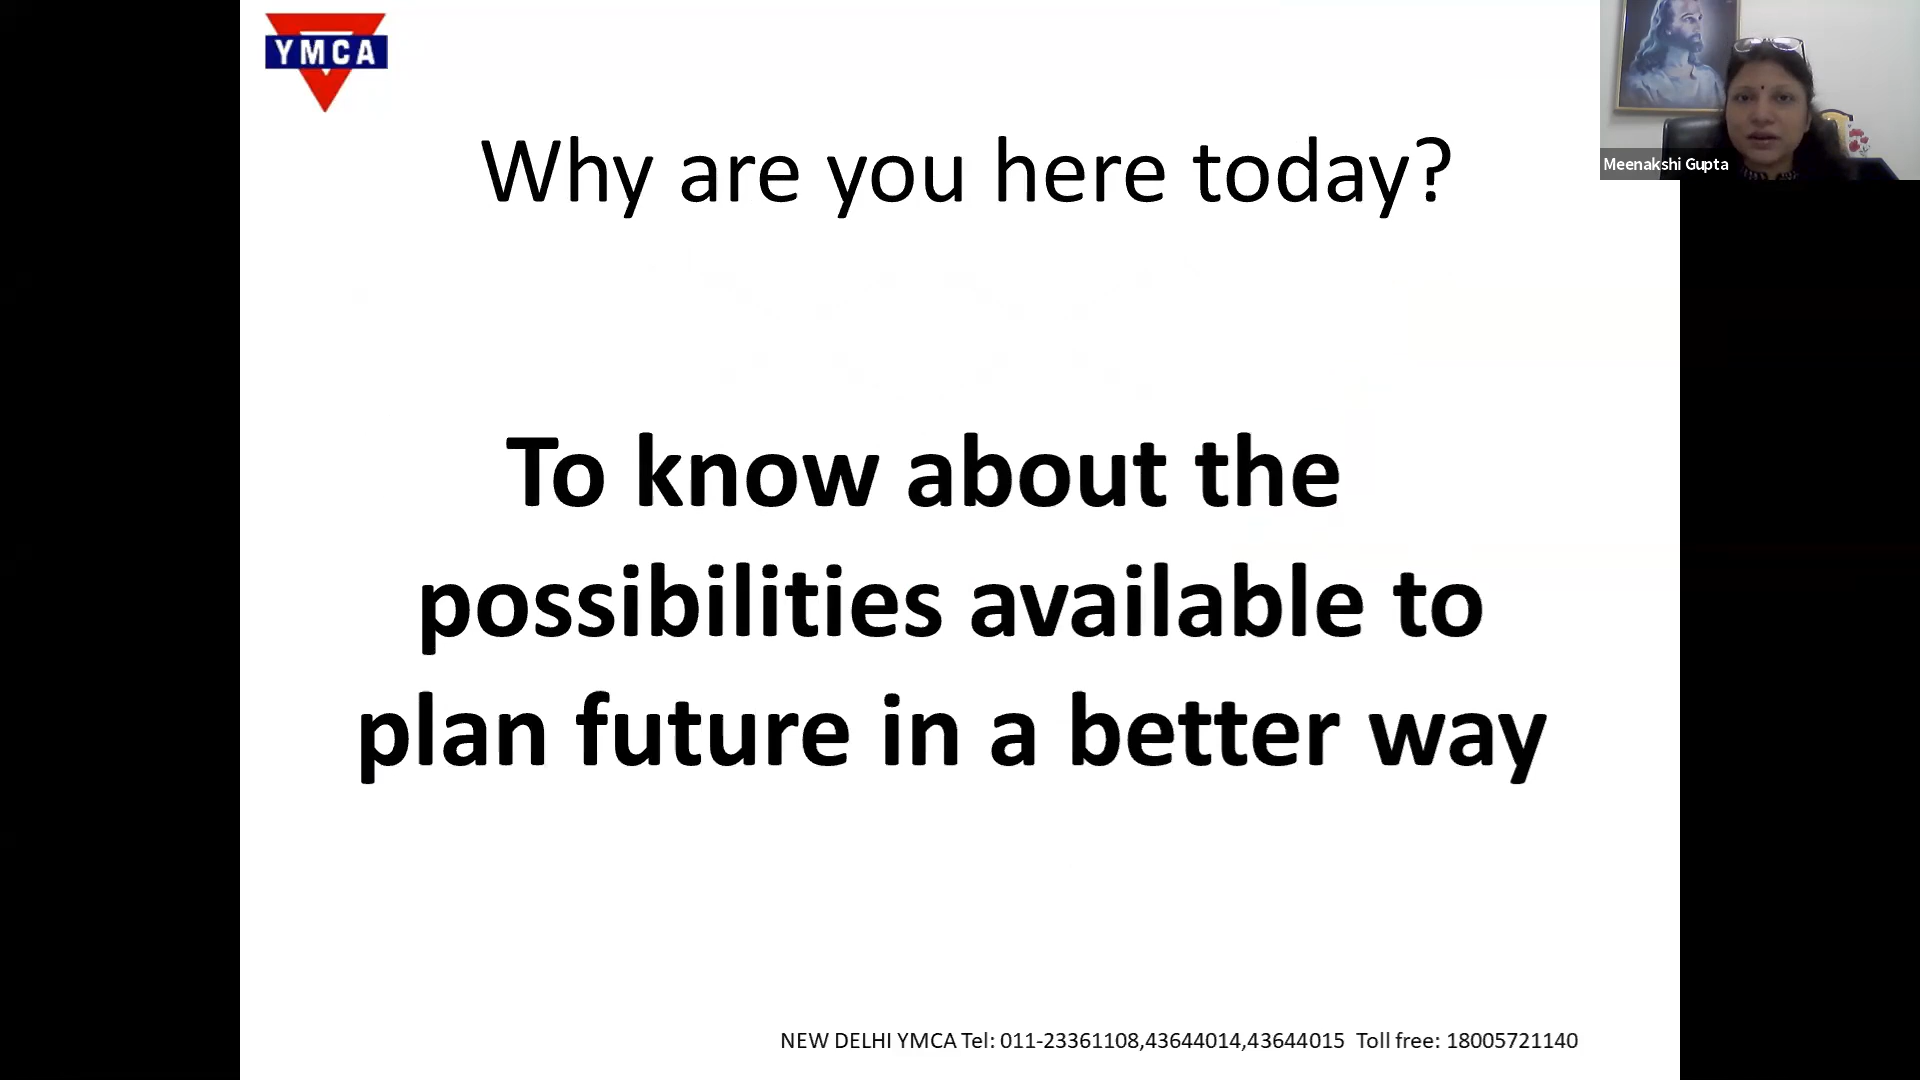 YMCA
Meenakshi Gupta
Why are you here today?
To know about the
possibilities available to
plan future in a better way
NEW DELHI YMCA Tel: 011-23361108,43644014,43644015 Toll free: 18005721140